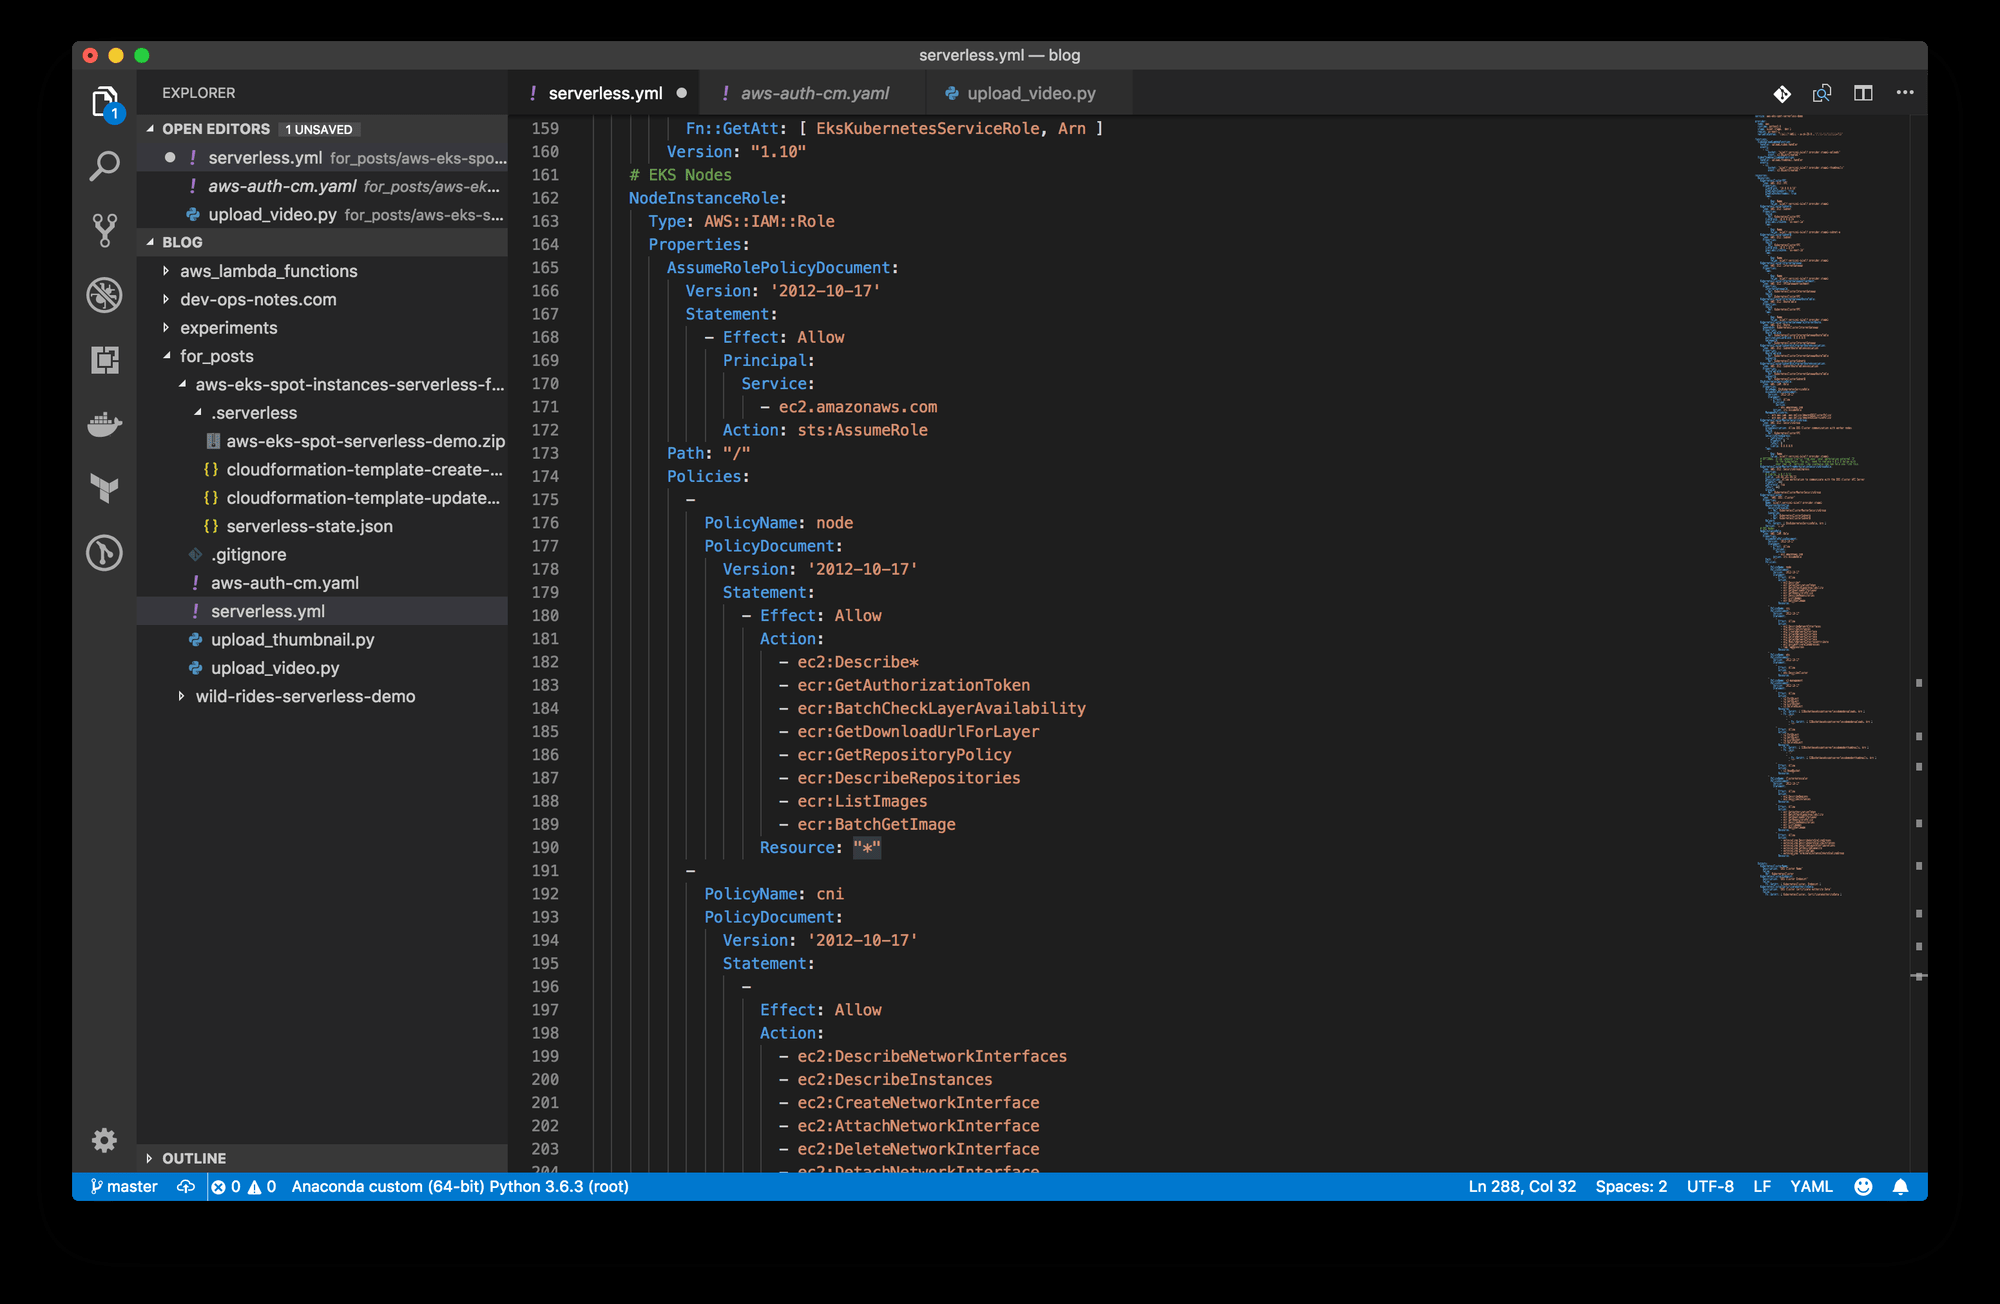 serverless.yml — blog
EXPLORER
OPEN EDITORS 1 UNSAVED
! serverless.yml for_posts/aws-eks-spo...
! aws-auth-cm.yaml for_posts/aws-ek...
upload_video.py for_posts/aws-eks-s...
BLOG
aws_lambda_functions
dev-ops-notes.com
experiments
for_posts
aws-eks-spot-instances-serverless-f...
.serverless
aws-eks-spot-serverless-demo.zip
{} cloudformation-template-create-...
{} cloudformation-template-update...
{} serverless-state.json
.gitignore
! aws-auth-cm.yaml
! serverless.yml
upload_thumbnail.py
upload_video.py
wild-rides-serverless-demo
OUTLINE
1
! serverless.yml
! aws-auth-cm.yaml
upload_video.py
159 Fn::GetAtt: [ EksKubernetesServiceRole, Arn ]
160 Version: "1.10"
161 # EKS Nodes
162 NodeInstanceRole:
163 Type: AWS::IAM::Role
164 Properties:
165 AssumeRolePolicyDocument:
166 Version: '2012-10-17'
167 Statement:
168 - Effect: Allow
169 Principal:
170 Service:
171 - ec2.amazonaws.com
172 Action: sts:AssumeRole
173 Path: "/"
174 Policies:
175 -
176 PolicyName: node
177 PolicyDocument:
178 Version: '2012-10-17'
179 Statement:
180 - Effect: Allow
181 Action:
182 - ec2:Describe*
183 - ecr:GetAuthorizationToken
184 - ecr:BatchCheckLayerAvailability
185 - ecr:GetDownloadUrlForLayer
186 - ecr:GetRepositoryPolicy
187 - ecr:DescribeRepositories
188 - ecr:ListImages
189 - ecr:BatchGetImage
190 Resource: "*"
191 -
192 PolicyName: cni
193 PolicyDocument:
194 Version: '2012-10-17'
195 Statement:
196 -
197 Effect: Allow
198 Action:
199 - ec2:DescribeNetworkInterfaces
200 - ec2:DescribeInstances
201 - ec2:CreateNetworkInterface
202 - ec2:AttachNetworkInterface
203 - ec2:DeleteNetworkInterface
204 - ec2:DetachNetworkInterface
master 0 0 Anaconda custom (64-bit) Python 3.6.3 (root) Ln 288, Col 32 Spaces: 2 UTF-8 LF YAML